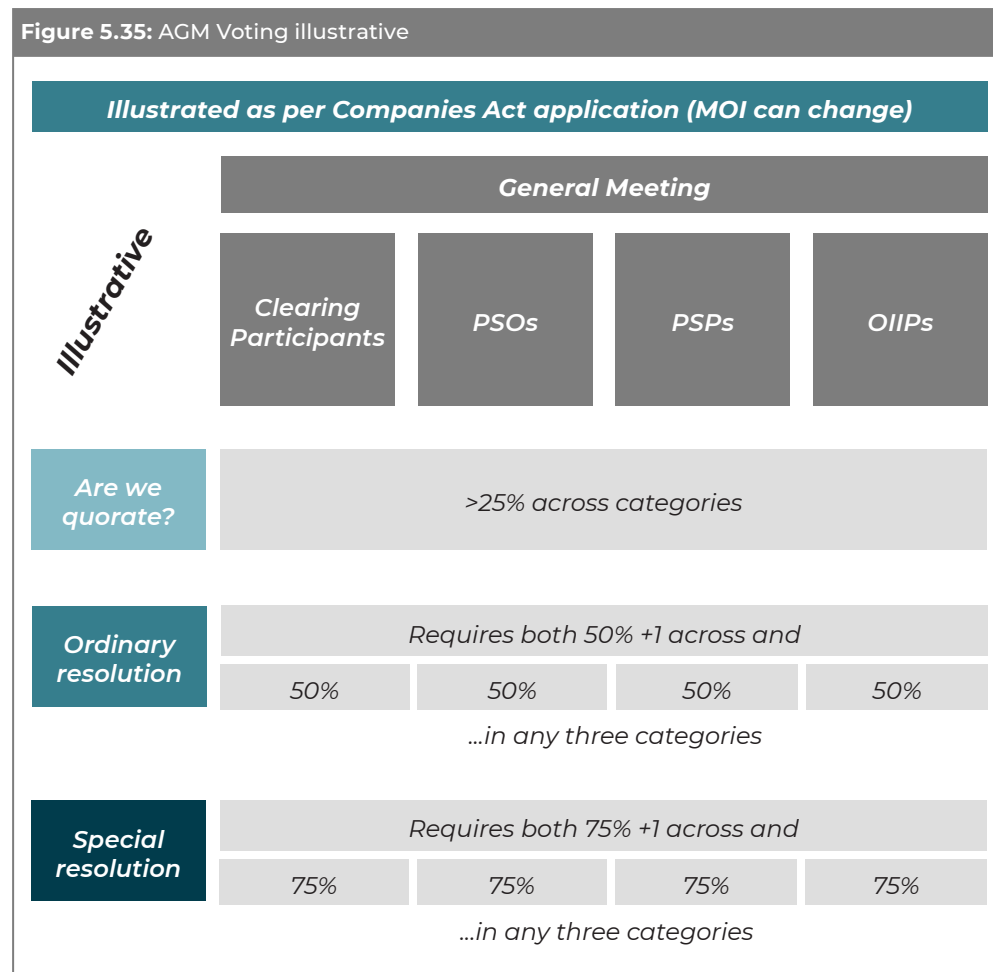 Figure 5.35: AGM Voting illustrative
Illustrated as per Companies Act application (MOI can change)
Illustrative
General Meeting
Clearing
Participants
PSOs
PSPs
OIIPs
Are we
quorate?
>25% across categories
Ordinary
resolution
Requires both 50% +1 across and
50%
50%
50%
50%
...in any three categories
Special
resolution
Requires both 75% +1 across and
75%
75%
75%
75%
...in any three categories